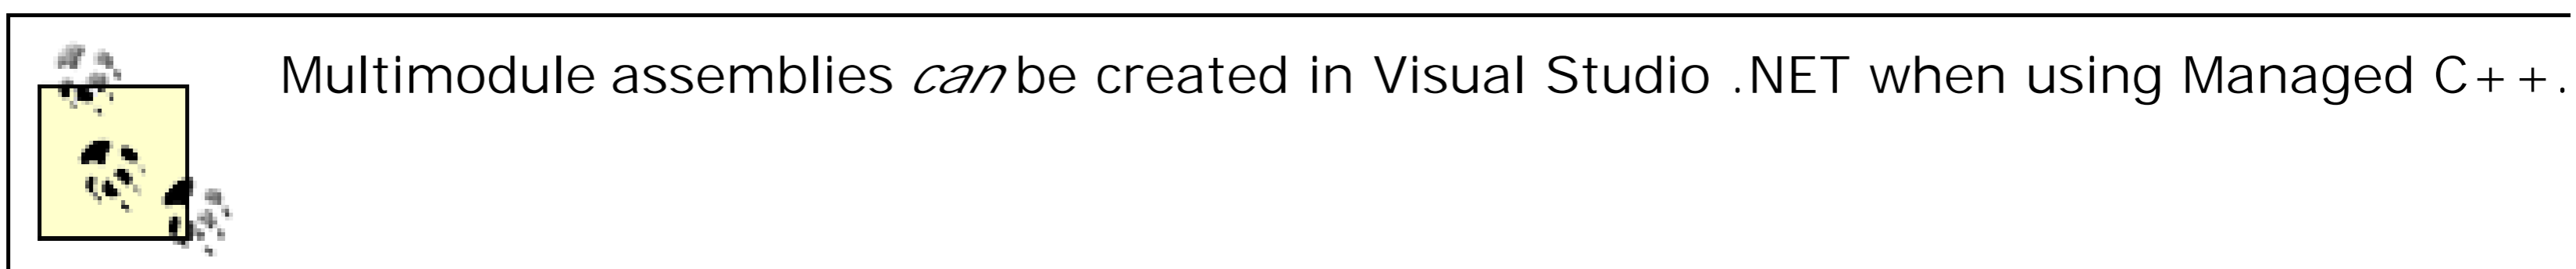 Multimodule assemblies can be created in Visual Studio .NET when using Managed C++.